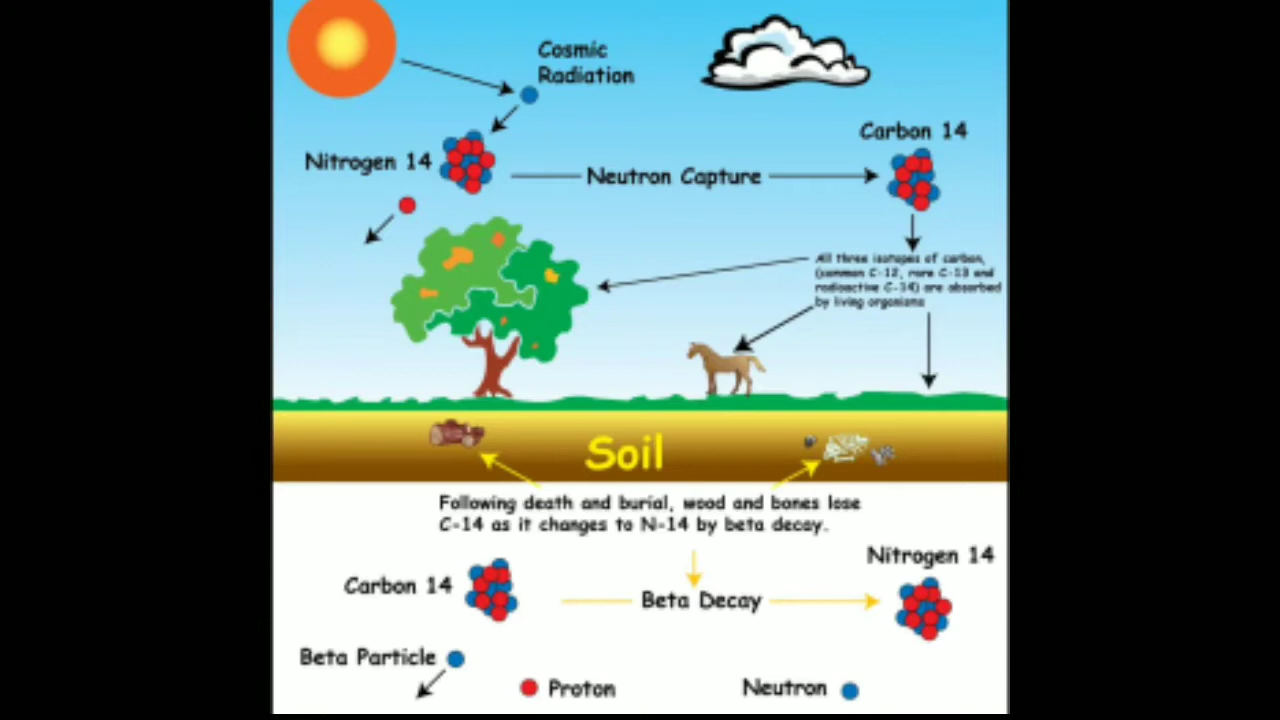 Cosmic
Radiation
Carbon 14
Nitrogen 14
Neutron Capture
All three isotopes of carbon,
(common C-12, rare C-13 and
radioactive C-14) are absorbed
by living organisms
Soil
Following death and burial, wood and bones lose
C-14 as it changes to N-14 by beta decay.
Nitrogen 14
Carbon 14
Beta Decay
Beta Particle
Proton
Neutron